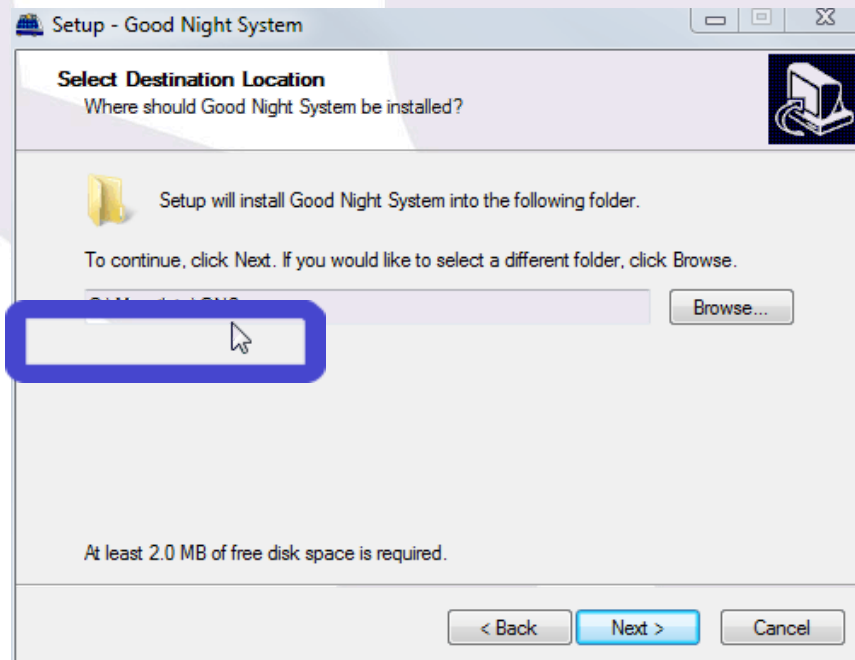 Setup - Good Night System
Select Destination Location
Where should Good Night System be installed?
Setup will install Good Night System into the following folder.
To continue, click Next. If you would like to select a different folder, click Browse.
Browse...
At least 2.0 MB of free disk space is required.
< Back Next > Cancel